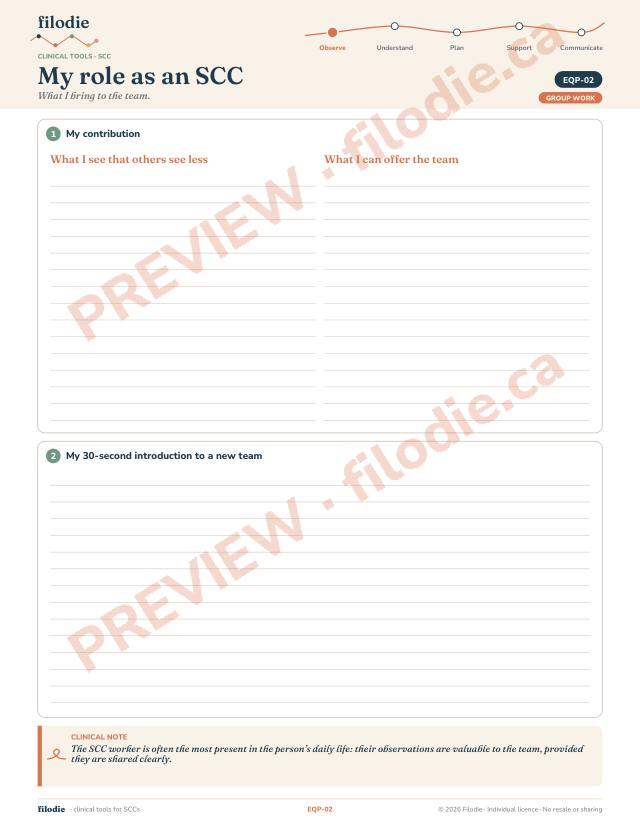 filodie
CLINICAL TOOLS · SCC
Observe
Understand
Plan
Support
Communicate
My role as an SCC
What I bring to the team.
EQP-02
GROUP WORK
1 My contribution
What I see that others see less
What I can offer the team
PREVIEW · filodie.ca
2 My 30-second introduction to a new team
PREVIEW · filodie.ca
CLINICAL NOTE
The SCC worker is often the most present in the person's daily life: their observations are valuable to the team, provided
they are shared clearly.
filodie · clinical tools for SCCs
EQP-02
© 2026 Filodie · Individual licence · No resale or sharing